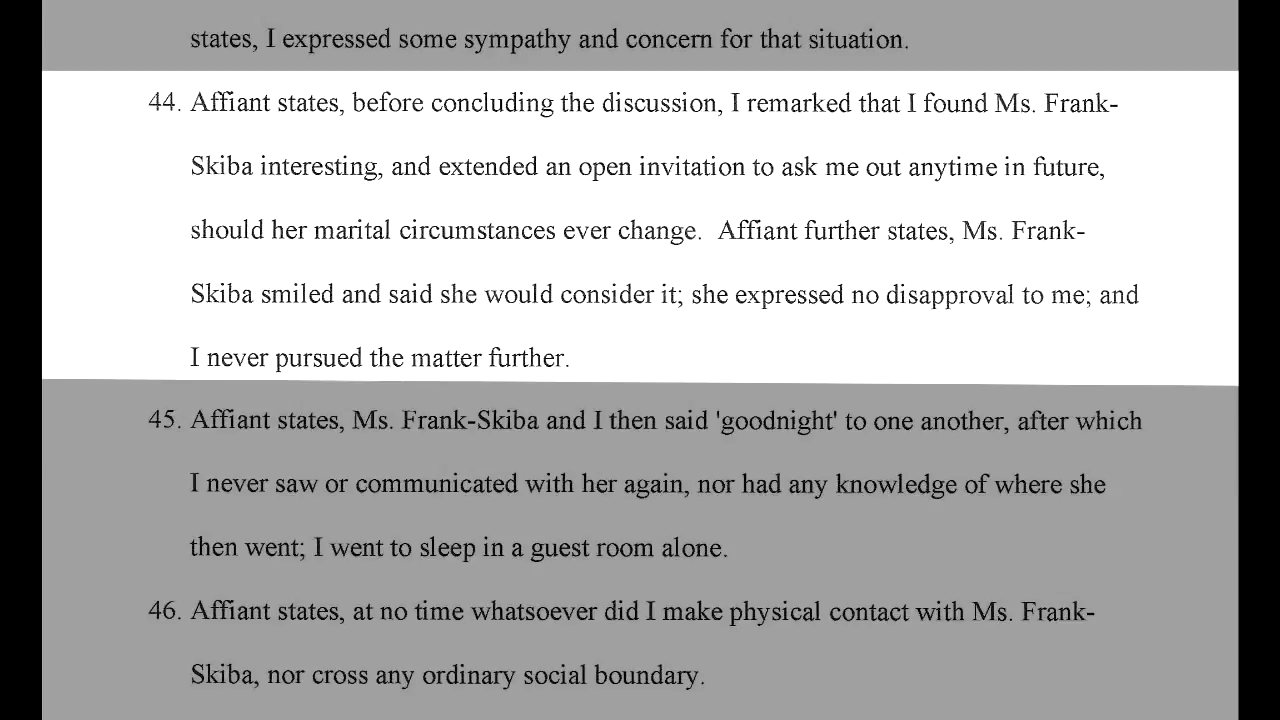 states, I expressed some sympathy and concern for that situation.
44. Affiant states, before concluding the discussion, I remarked that I found Ms. Frank-
Skiba interesting, and extended an open invitation to ask me out anytime in future,
should her marital circumstances ever change.  Affiant further states, Ms. Frank-
Skiba smiled and said she would consider it; she expressed no disapproval to me; and
I never pursued the matter further.
45. Affiant states, Ms. Frank-Skiba and I then said 'goodnight' to one another, after which
I never saw or communicated with her again, nor had any knowledge of where she
then went; I went to sleep in a guest room alone.
46. Affiant states, at no time whatsoever did I make physical contact with Ms. Frank-
Skiba, nor cross any ordinary social boundary.